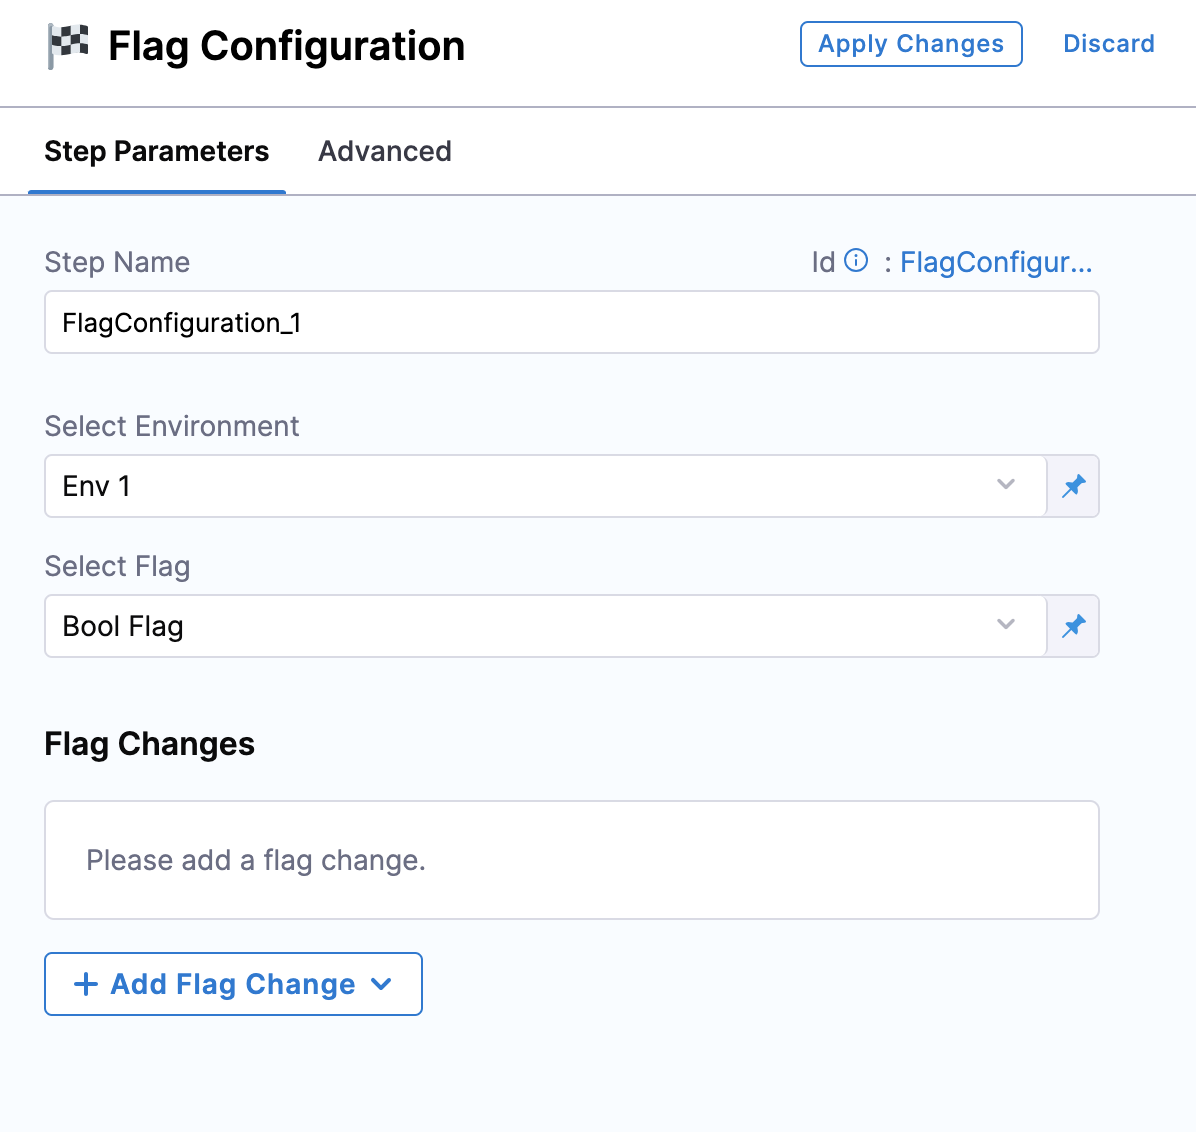 Flag Configuration
Apply Changes
Discard
Step Parameters
Advanced
Step Name
Id : FlagConfigur...
FlagConfiguration_1
Select Environment
Env 1
Select Flag
Bool Flag
Flag Changes
Please add a flag change.
+ Add Flag Change